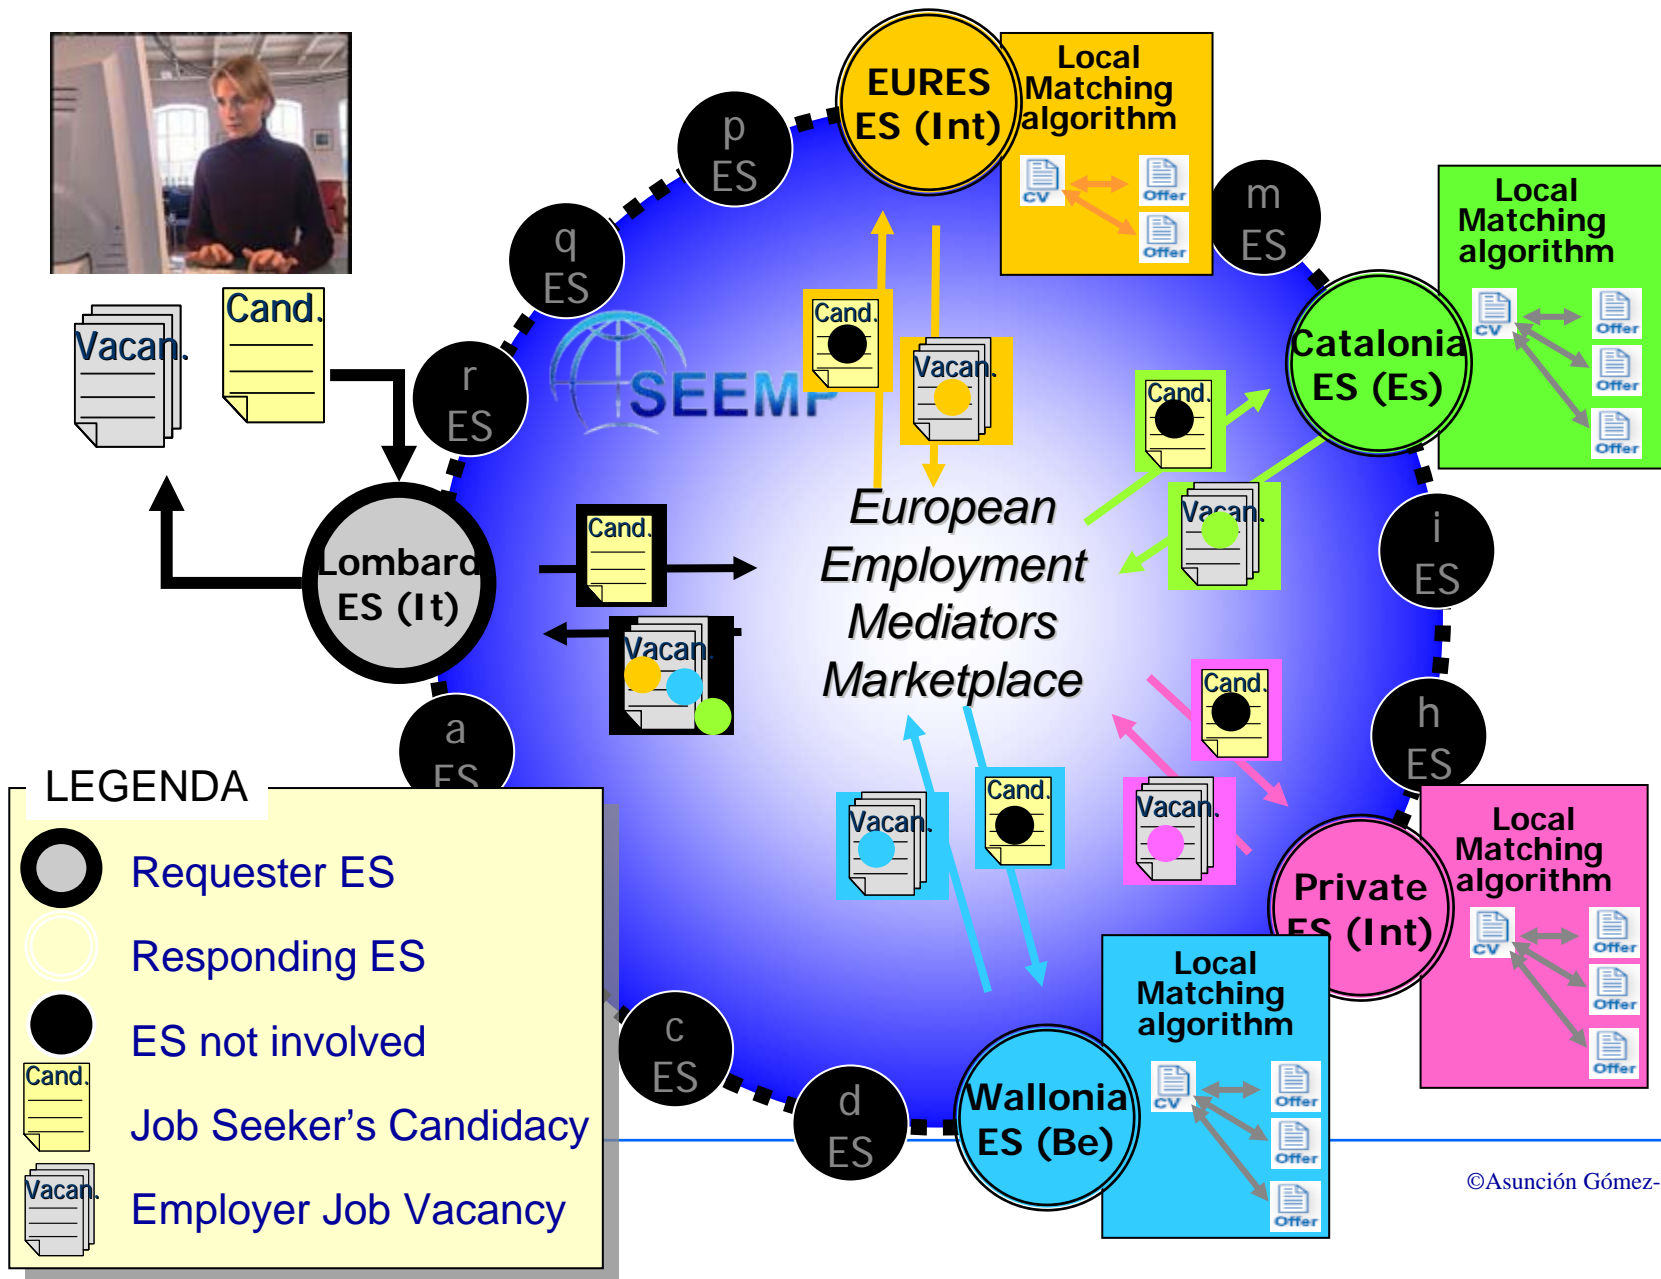 EURES
ES (Int)
Local
Matching
algorithm
CV
Offer
Offer
p
ES
m
ES
Local
Matching
algorithm
CV
Offer
Offer
Offer
q
ES
Cand.
Vacan.
Cand.
Vacan.
SEEMP
Catalonia
ES (Es)
r
ES
Cand.
Vacan.
European
Employment
Mediators
Marketplace
Lombard
ES (It)
Cand.
Vacan.
i
ES
a
ES
h
ES
Cand.
Vacan.
Vacan.
Cand.
Private
ES (Int)
Local
Matching
algorithm
CV
Offer
Offer
Offer
Local
Matching
algorithm
CV
Offer
Offer
Offer
Wallonia
ES (Be)
c
ES
d
ES
LEGENDA
Requester ES
Responding ES
ES not involved
Cand.
Job Seeker's Candidacy
Vacan.
Employer Job Vacancy
©Asunción Gómez-